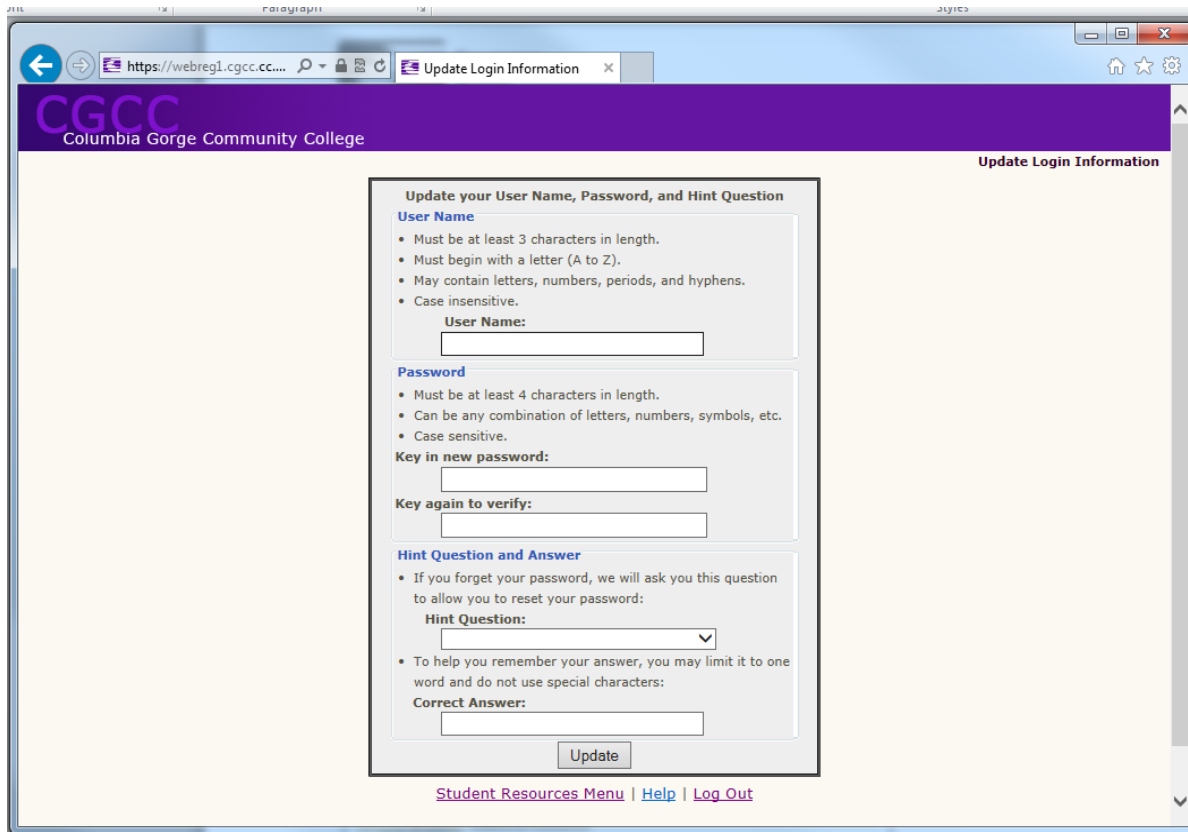 Paragraph
Styles
https://webreg1.cgcc.cc....
Update Login Information
CGCC
Columbia Gorge Community College
Update Login Information
Update your User Name, Password, and Hint Question
User Name
• Must be at least 3 characters in length.
• Must begin with a letter (A to Z).
• May contain letters, numbers, periods, and hyphens.
• Case insensitive.
User Name:
Password
• Must be at least 4 characters in length.
• Can be any combination of letters, numbers, symbols, etc.
• Case sensitive.
Key in new password:
Key again to verify:
Hint Question and Answer
• If you forget your password, we will ask you this question
to allow you to reset your password:
Hint Question:
• To help you remember your answer, you may limit it to one
word and do not use special characters:
Correct Answer:
Update
Student Resources Menu | Help | Log Out